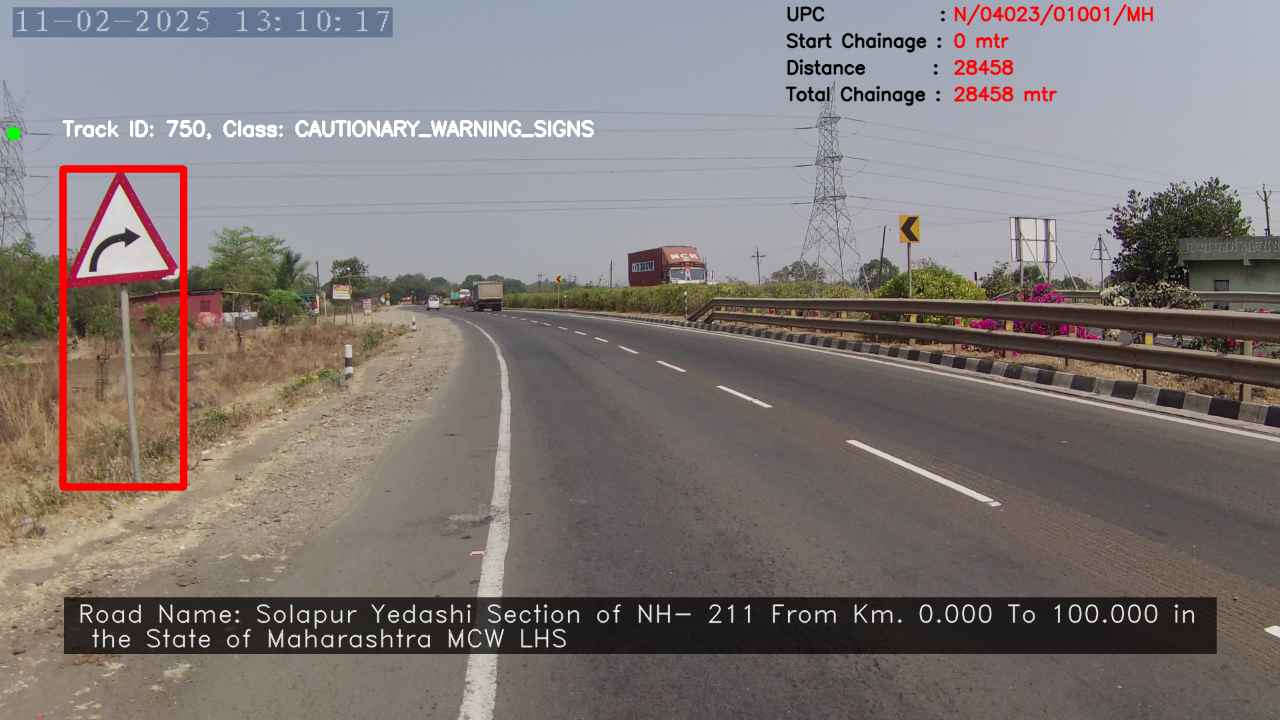 11-02-2025 13:10:17
UPC : N/04023/01001/MH
Start Chainage : 0 mtr
Distance : 28458
Total Chainage : 28458 mtr
Track ID: 750, Class: CAUTIONARY_WARNING_SIGNS
Road Name: Solapur Yedashi Section of NH- 211 From Km. 0.000 To 100.000 in
the State of Maharashtra MCW LHS